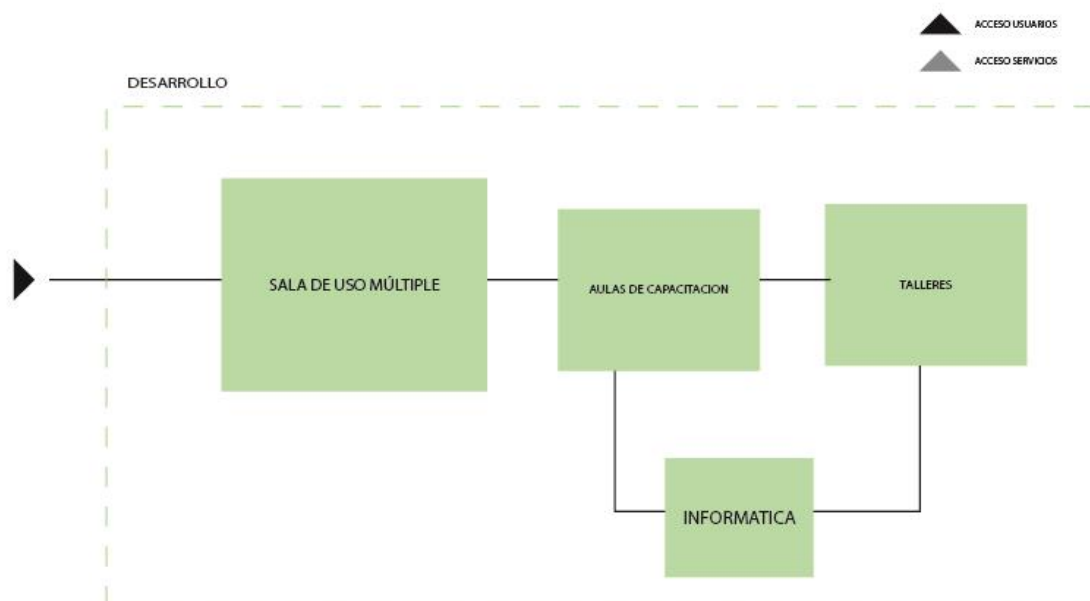 ACCESO USUARIOS
ACCESO SERVICIOS
DESARROLLO
SALA DE USO MÚLTIPLE
AULAS DE CAPACITACION
TALLERES
INFORMATICA